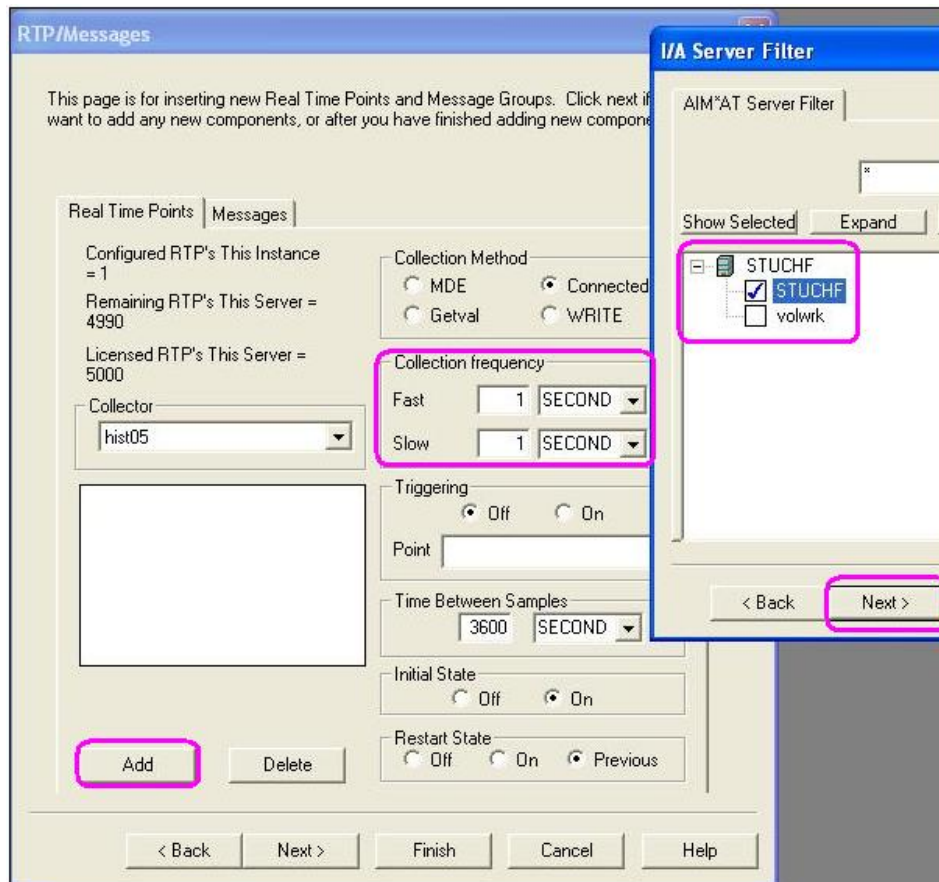 RTP/Messages
This page is for inserting new Real Time Points and Message Groups. Click next if
want to add any new components, or after you have finished adding new compone
Real Time Points
Messages
Configured RTP's This Instance
= 1
Remaining RTP's This Server =
4990
Licensed RTP's This Server =
5000
Collector
hist05
Add
Delete
Collection Method
MDE
Connected
Getval
WRITE
Collection frequency
Fast 1 SECOND
Slow 1 SECOND
Triggering
Off On
Point
Time Between Samples
3600 SECOND
Initial State
Off On
Restart State
Off On Previous
< Back Next > Finish Cancel Help
I/A Server Filter
AIM*AT Server Filter
*
Show Selected Expand
STUCHF
STUCHF
volwrk
< Back Next >